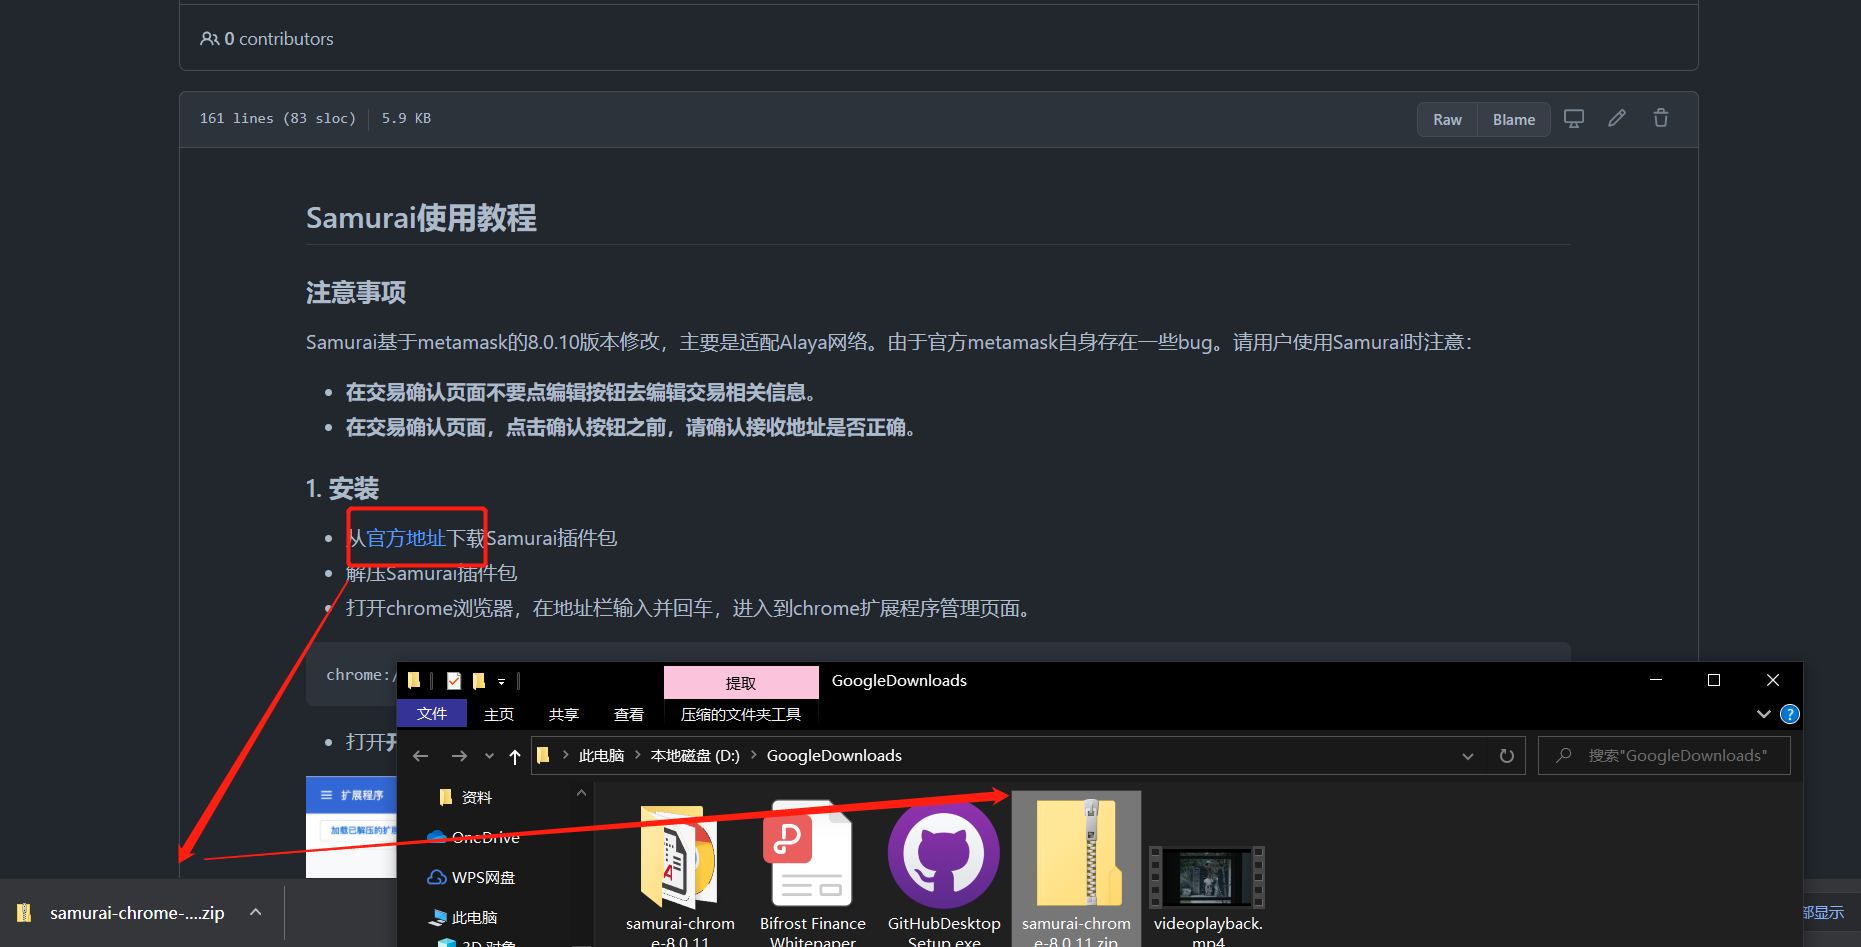 0 contributors
161 lines (83 sloc) 5.9 KB
Raw Blame
Samurai使用教程
注意事项
Samurai基于metamask的8.0.10版本修改，主要是适配Alaya网络。由于官方metamask自身存在一些bug。请用户使用Samurai时注意：
在交易确认页面不要点编辑按钮去编辑交易相关信息。
在交易确认页面，点击确认按钮之前，请确认接收地址是否正确。
1. 安装
从官方地址下载Samurai插件包
解压Samurai插件包
打开chrome浏览器，在地址栏输入并回车，进入到chrome扩展程序管理页面。
chrome:/
打开开
扩展程序
加载已解压的扩展
提取 GoogleDownloads
文件 主页 共享 查看 压缩的文件夹工具
此电脑 本地磁盘 (D:) GoogleDownloads
搜索"GoogleDownloads"
资料
OneDrive
WPS网盘
此电脑
3D 对象
samurai-chrom
e-8.0.11
Bifrost Finance
Whitepaper
GitHubDesktop
Setup.exe
samurai-chrom
e-8.0.11.zip
videoplayback.
mp4
samurai-chrome-....zip
部显示